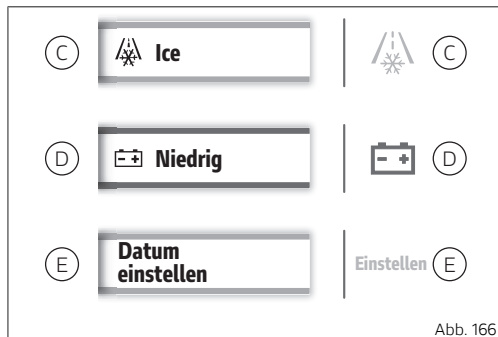 C Ice C
D Niedrig D
E Datum
einstellen Einstellen E
Abb. 166